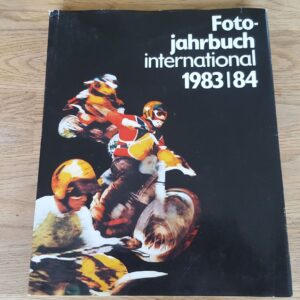 Foto-
jahrbuch
international
1983|84